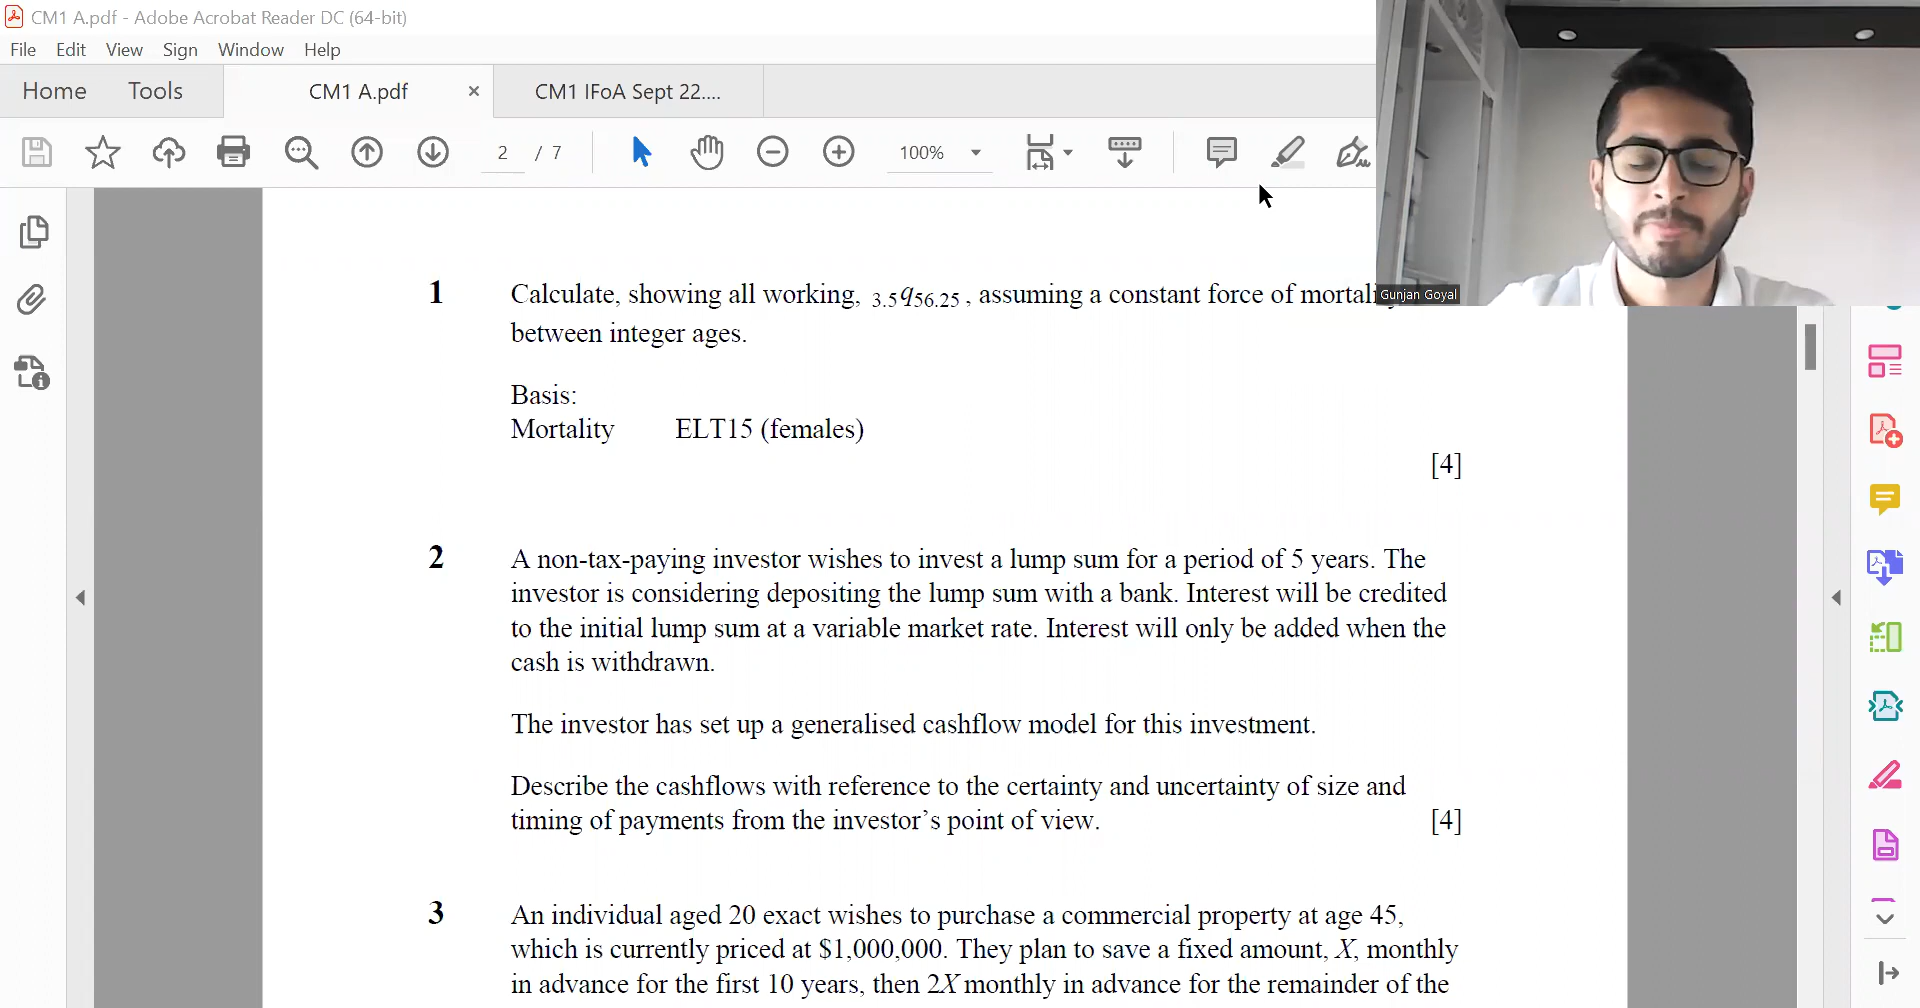 CM1 A.pdf - Adobe Acrobat Reader DC (64-bit)
File Edit View Sign Window Help
Home Tools CM1 A.pdf × CM1 IFoA Sept 22....
2 / 7 100%
1 Calculate, showing all working, 3.5q56.25, assuming a constant force of
between integer ages.
Basis:
Mortality ELT15 (females)
[4]
2 A non-tax-paying investor wishes to invest a lump sum for a period of 5 years. The
investor is considering depositing the lump sum with a bank. Interest will be credited
to the initial lump sum at a variable market rate. Interest will only be added when the
cash is withdrawn.
The investor has set up a generalised cashflow model for this investment.
Describe the cashflows with reference to the certainty and uncertainty of size and
timing of payments from the investor’s point of view. [4]
3 An individual aged 20 exact wishes to purchase a commercial property at age 45,
which is currently priced at $1,000,000. They plan to save a fixed amount, X, monthly
in advance for the first 10 years, then 2X monthly in advance for the remainder of the
Gunjan Goyal